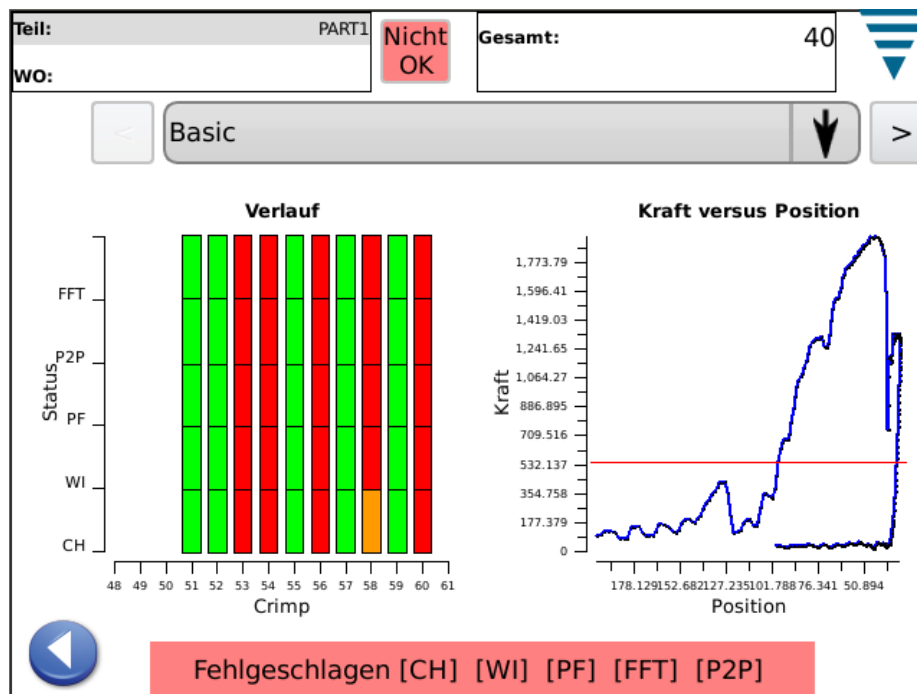 Teil: PART1
WO:
Nicht
OK
Gesamt: 40
<
Basic
>
Verlauf
Status
FFT
P2P
PF
WI
CH
48 49 50 51 52 53 54 55 56 57 58 59 60 61
Crimp
Kraft versus Position
Kraft
1,773.79
1,596.41
1,419.03
1,241.65
1,064.27
886.895
709.516
532.137
354.758
177.379
0
178.129 152.682 127.235 101.788 76.341 50.894
Position
Fehlgeschlagen [CH] [WI] [PF] [FFT] [P2P]